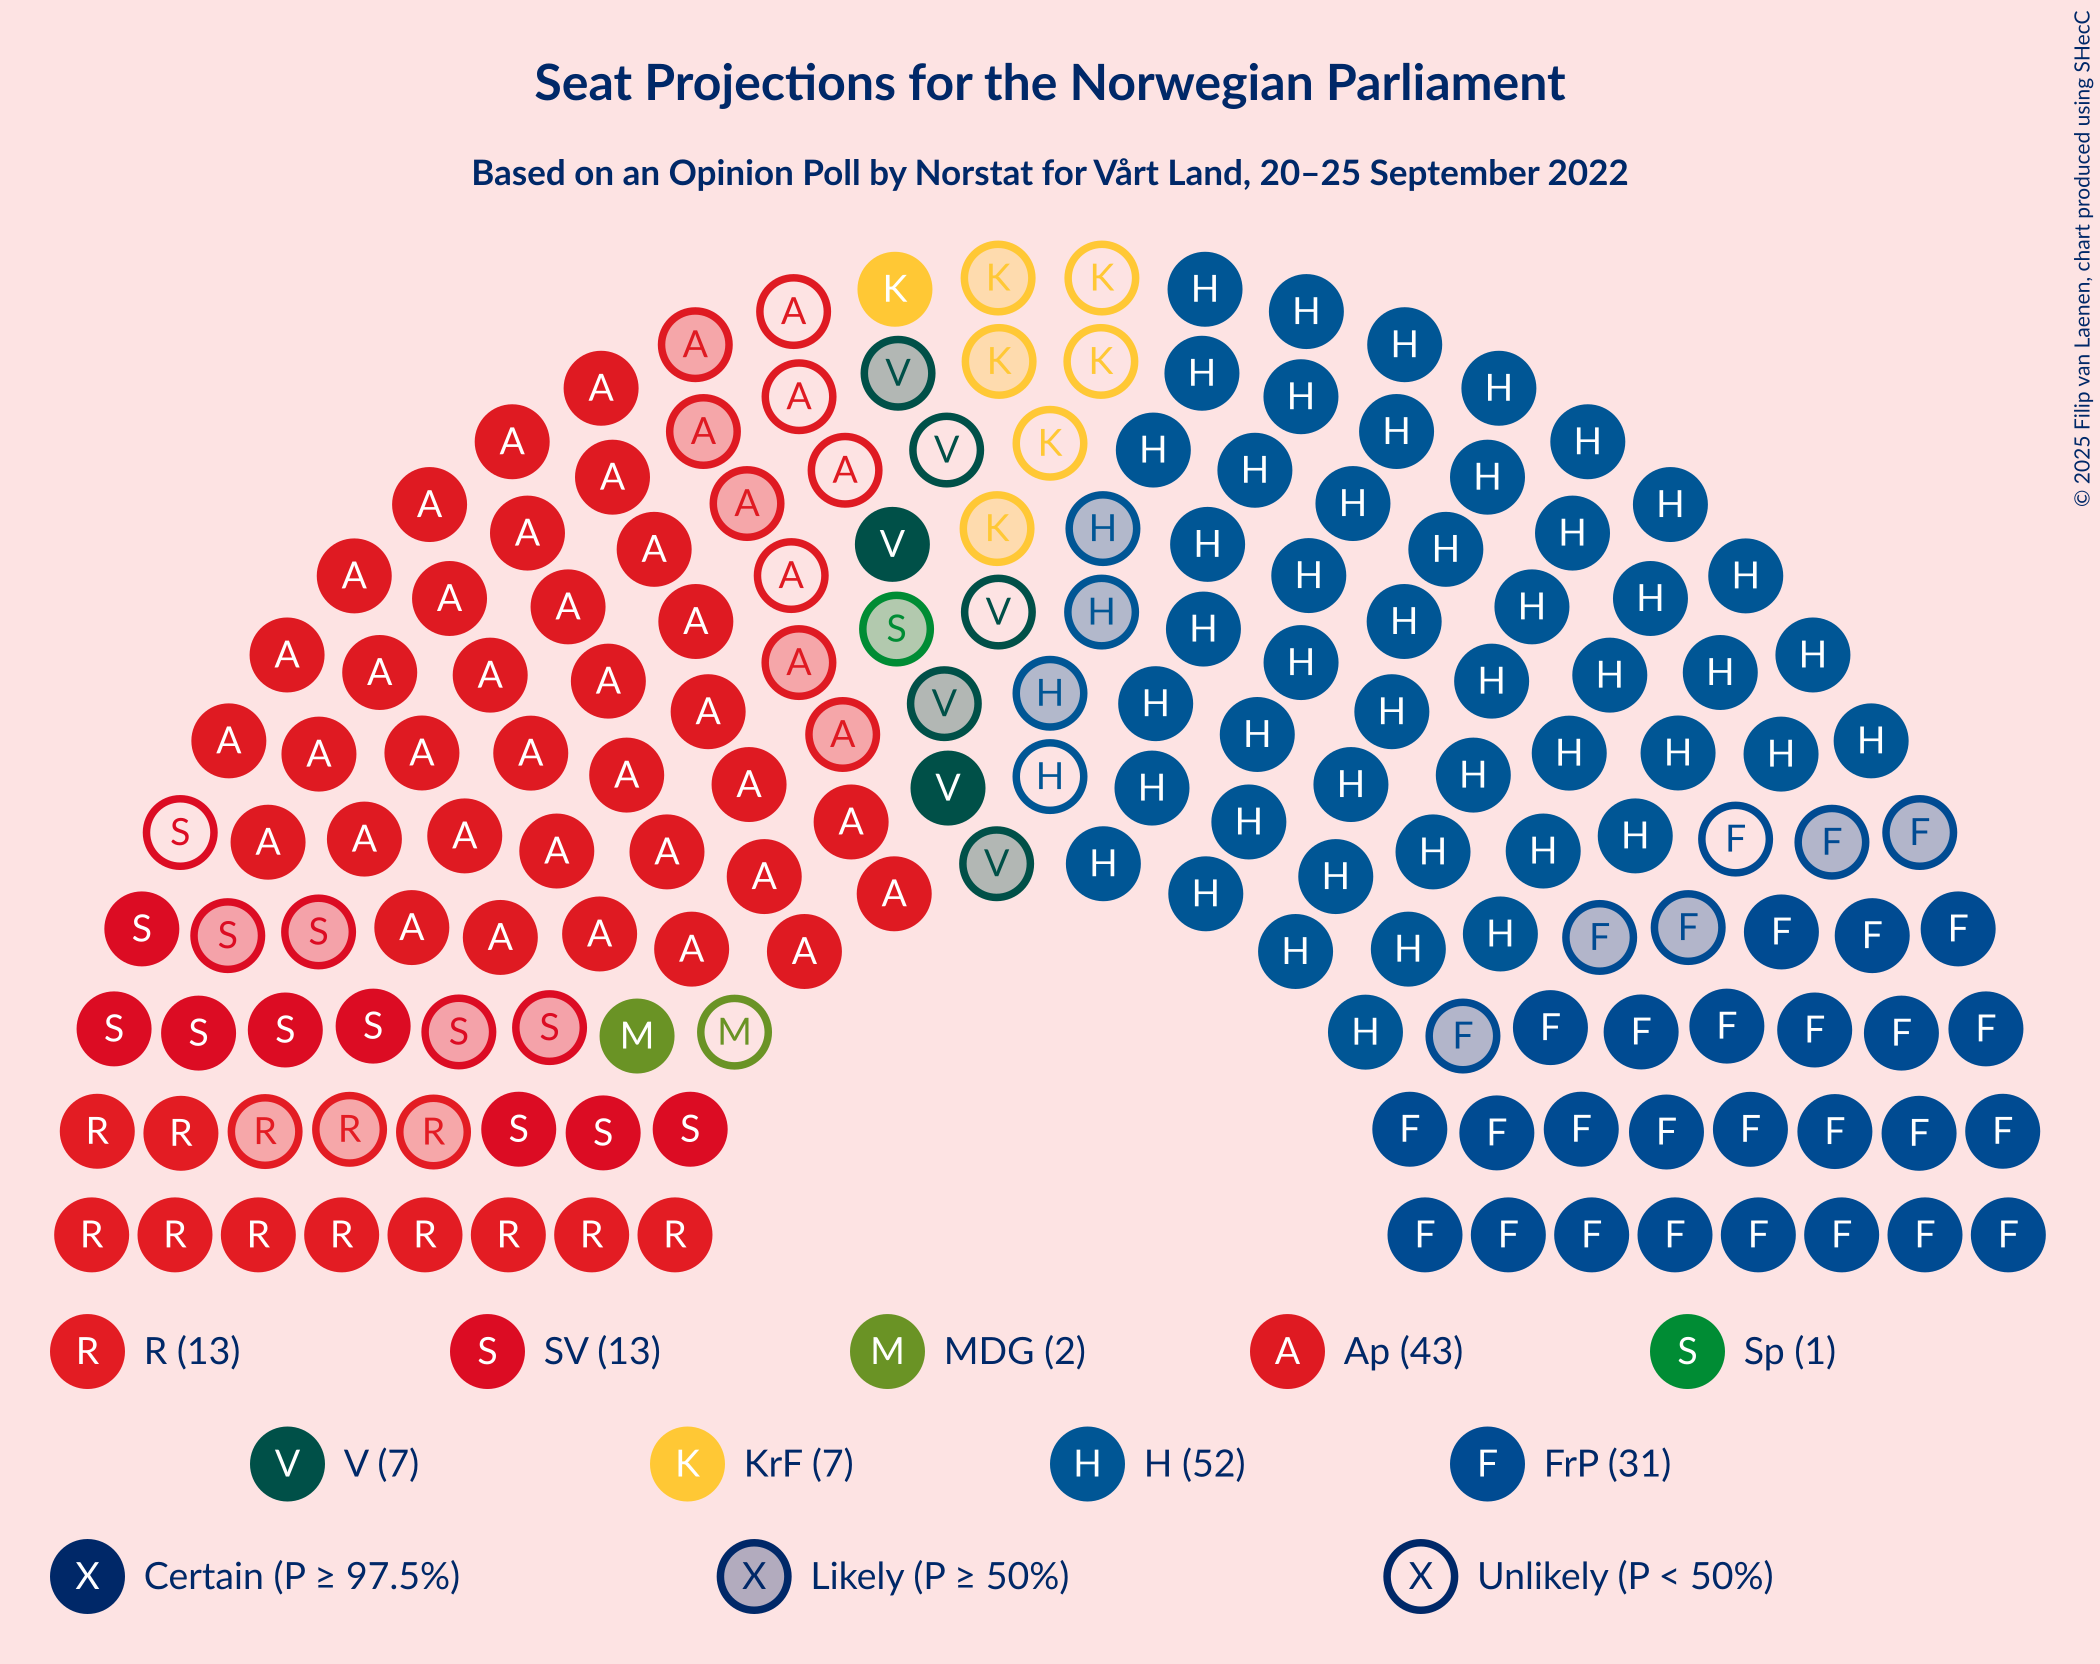 Seat Projections for the Norwegian Parliament
Based on an Opinion Poll by Norstat for Vårt Land, 20–25 September 2022
© 2025 Filip van Laenen, chart produced using SHecC
K K K H H
A A H
A V K K H H H
A A A H H
A A V K H H H H
A A A H H
A A A V K H H H H
A A A H H
A A A S V H H H H
A A A A H H H H
A A A V H H H H
A A A A H H H H
A A A V H H H H
S A A A A A A A V H H H H H H H F F F
S S S A A A A A A H H H F F F F F
S S S S S S M M H F F F F F F F
R R R R R S S S F F F F F F F F
R R R R R R R R F F F F F F F F
R R (13) S SV (13) M MDG (2) A Ap (43) S Sp (1)
V V (7) K KrF (7) H H (52) F FrP (31)
X Certain (P ≥ 97.5%) X Likely (P ≥ 50%) X Unlikely (P < 50%)